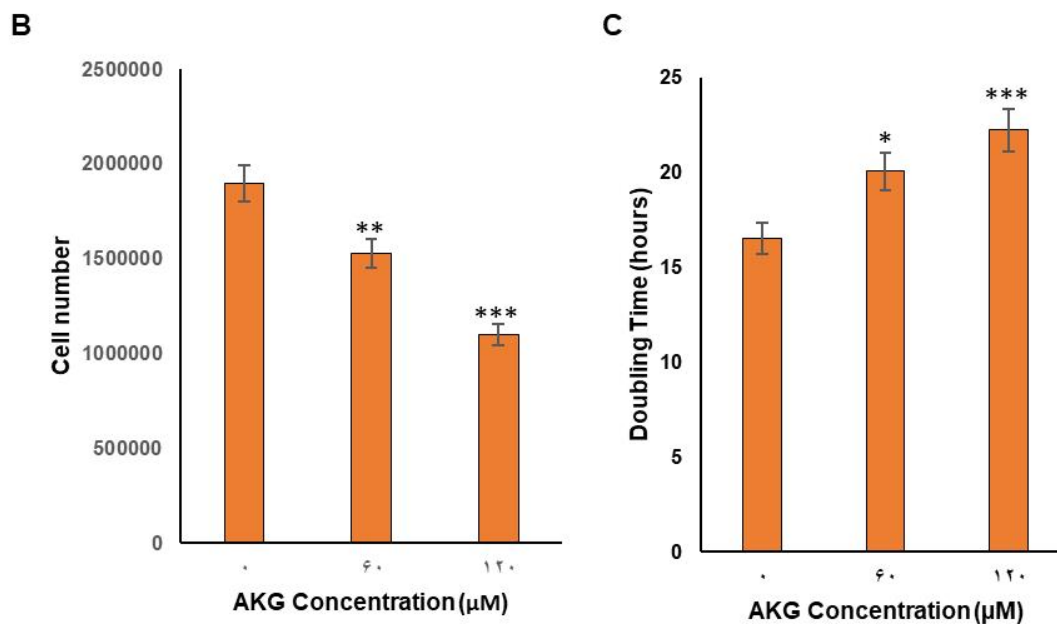 B
2500000
2000000
1500000
1000000
500000
0
Cell number
**
***
۰ ۶۰ ۱۲۰
AKG Concentration (μM)
C
25
20
15
10
5
0
Doubling Time (hours)
*
***
۰ ۶۰ ۱۲۰
AKG Concentration (μM)